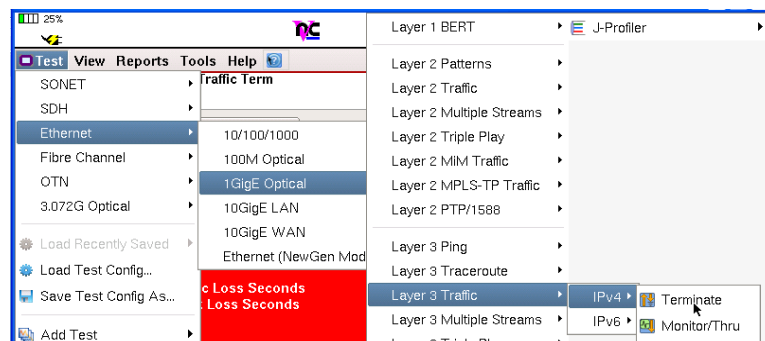 25%
Test View Reports Tools Help
Traffic Term
SONET
SDH
Ethernet
Fibre Channel
OTN
3.072G Optical
Load Recently Saved
Load Test Config...
Save Test Config As...
Add Test
10/100/1000
100M Optical
1GigE Optical
10GigE LAN
10GigE WAN
Ethernet (NewGen Mod
c Loss Seconds
Loss Seconds
Layer 1 BERT
Layer 2 Patterns
Layer 2 Traffic
Layer 2 Multiple Streams
Layer 2 Triple Play
Layer 2 MiM Traffic
Layer 2 MPLS-TP Traffic
Layer 2 PTP/1588
Layer 3 Ping
Layer 3 Traceroute
Layer 3 Traffic
Layer 3 Multiple Streams
J-Profiler
IPv4
IPv6
Terminate
Monitor/Thru